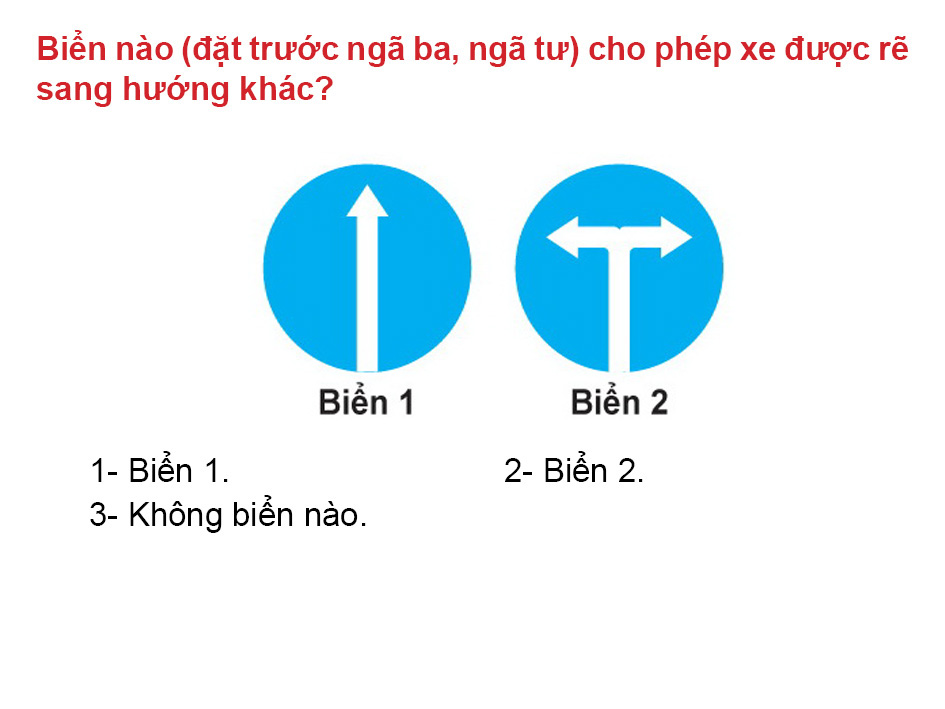 Biển nào (đặt trước ngã ba, ngã tư) cho phép xe được rẽ
sang hướng khác?
Biển 1
Biển 2
1- Biển 1.
2- Biển 2.
3- Không biển nào.